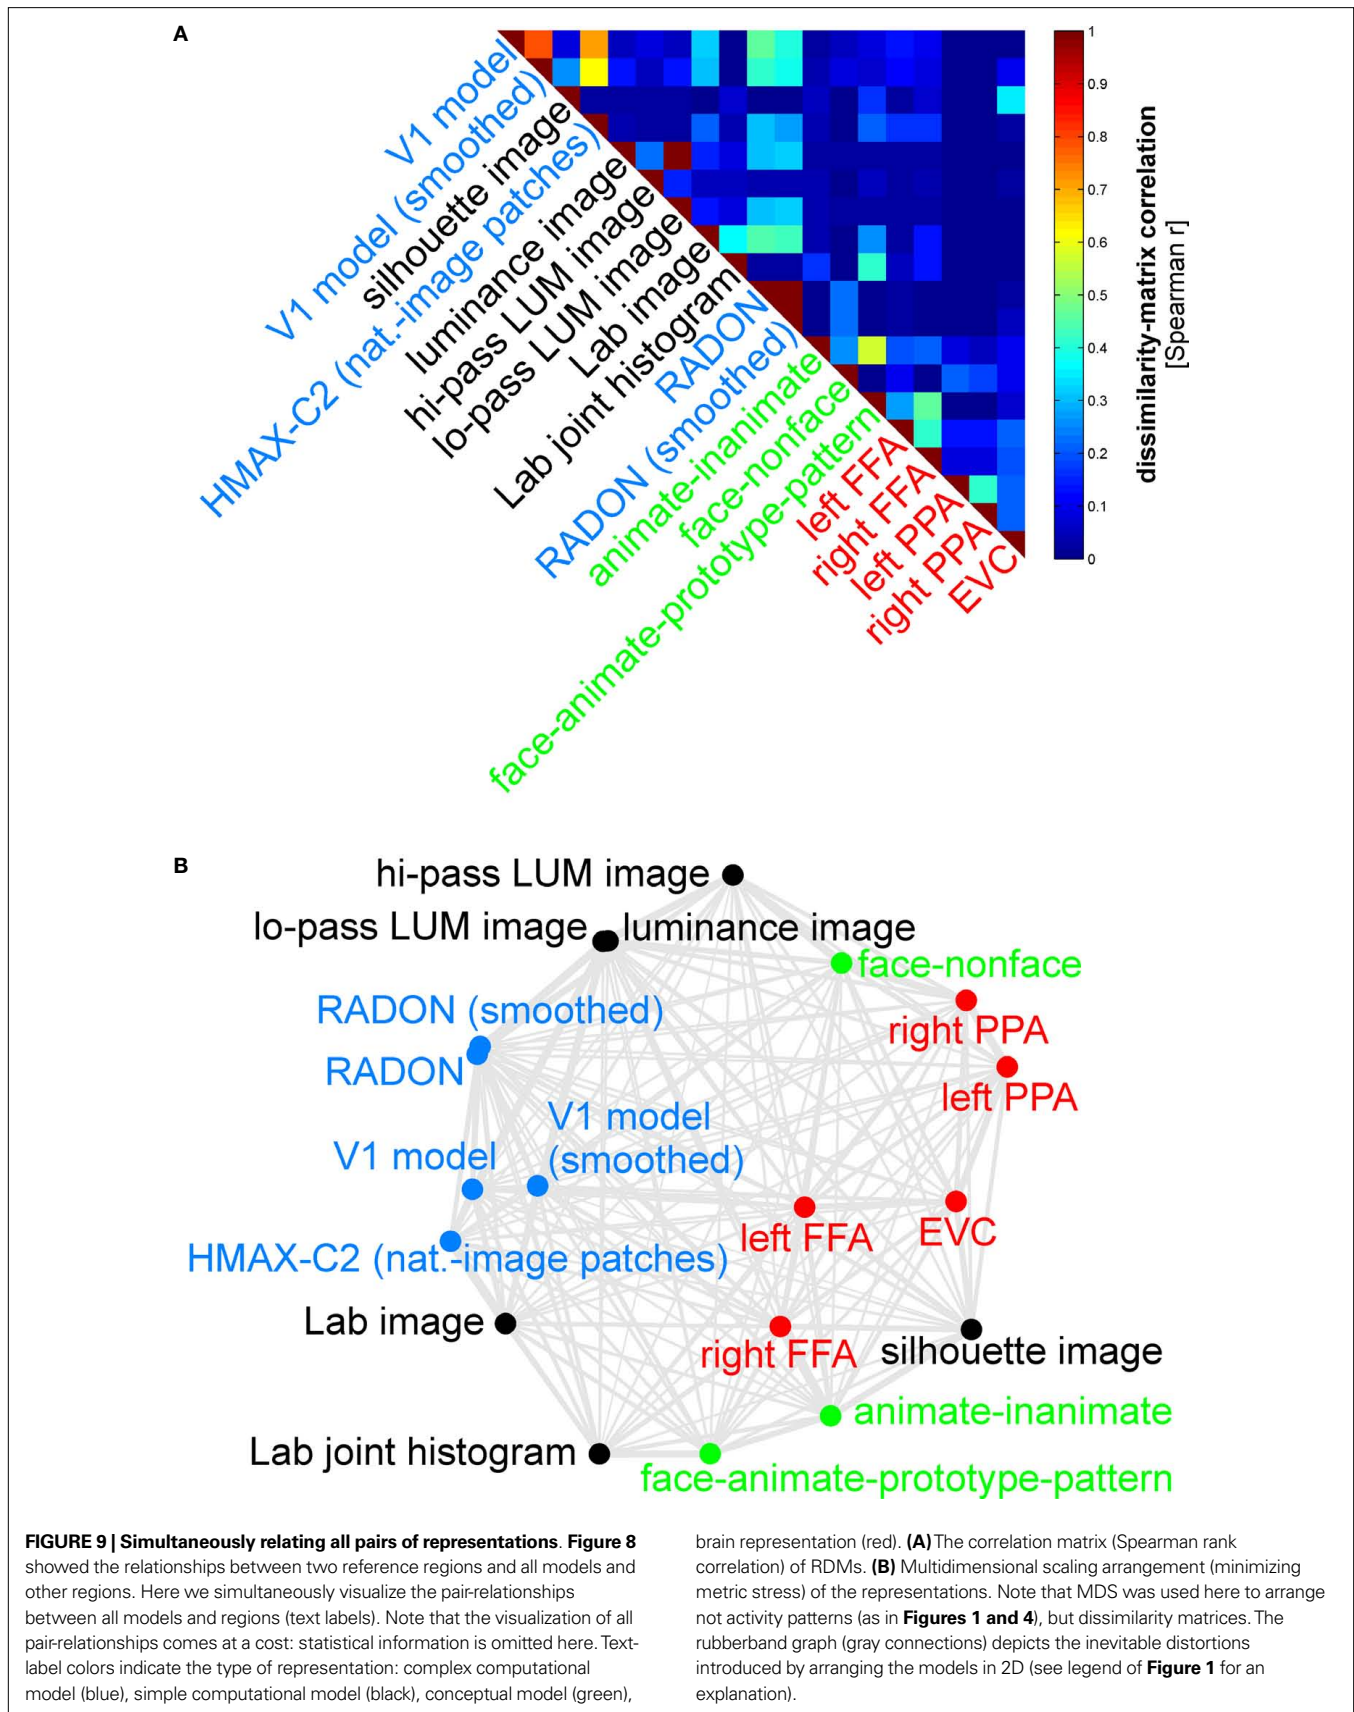 A
V1 model
V1 model (smoothed)
silhouette image
HMAX-C2 (nat.-image patches)
luminance image
hi-pass LUM image
lo-pass LUM image
Lab image
Lab joint histogram
RADON
RADON (smoothed)
animate-inanimate
face-nonface
face-animate-prototype-pattern
left FFA
right FFA
left PPA
right PPA
EVC
1
0.9
0.8
0.7
0.6
0.5
0.4
0.3
0.2
0.1
0
dissimilarity-matrix correlation
[Spearman r]
B
hi-pass LUM image
lo-pass LUM image
luminance image
face-nonface
RADON (smoothed)
right PPA
RADON
left PPA
V1 model
(smoothed)
V1 model
left FFA
EVC
HMAX-C2 (nat.-image patches)
Lab image
right FFA
silhouette image
animate-inanimate
Lab joint histogram
face-animate-prototype-pattern
FIGURE 9 | Simultaneously relating all pairs of representations. Figure 8
showed the relationships between two reference regions and all models and
other regions. Here we simultaneously visualize the pair-relationships
between all models and regions (text labels). Note that the visualization of all
pair-relationships comes at a cost: statistical information is omitted here. Text-
label colors indicate the type of representation: complex computational
model (blue), simple computational model (black), conceptual model (green),
brain representation (red). (A) The correlation matrix (Spearman rank
correlation) of RDMs. (B) Multidimensional scaling arrangement (minimizing
metric stress) of the representations. Note that MDS was used here to arrange
not activity patterns (as in Figures 1 and 4), but dissimilarity matrices. The
rubberband graph (gray connections) depicts the inevitable distortions
introduced by arranging the models in 2D (see legend of Figure 1 for an
explanation).